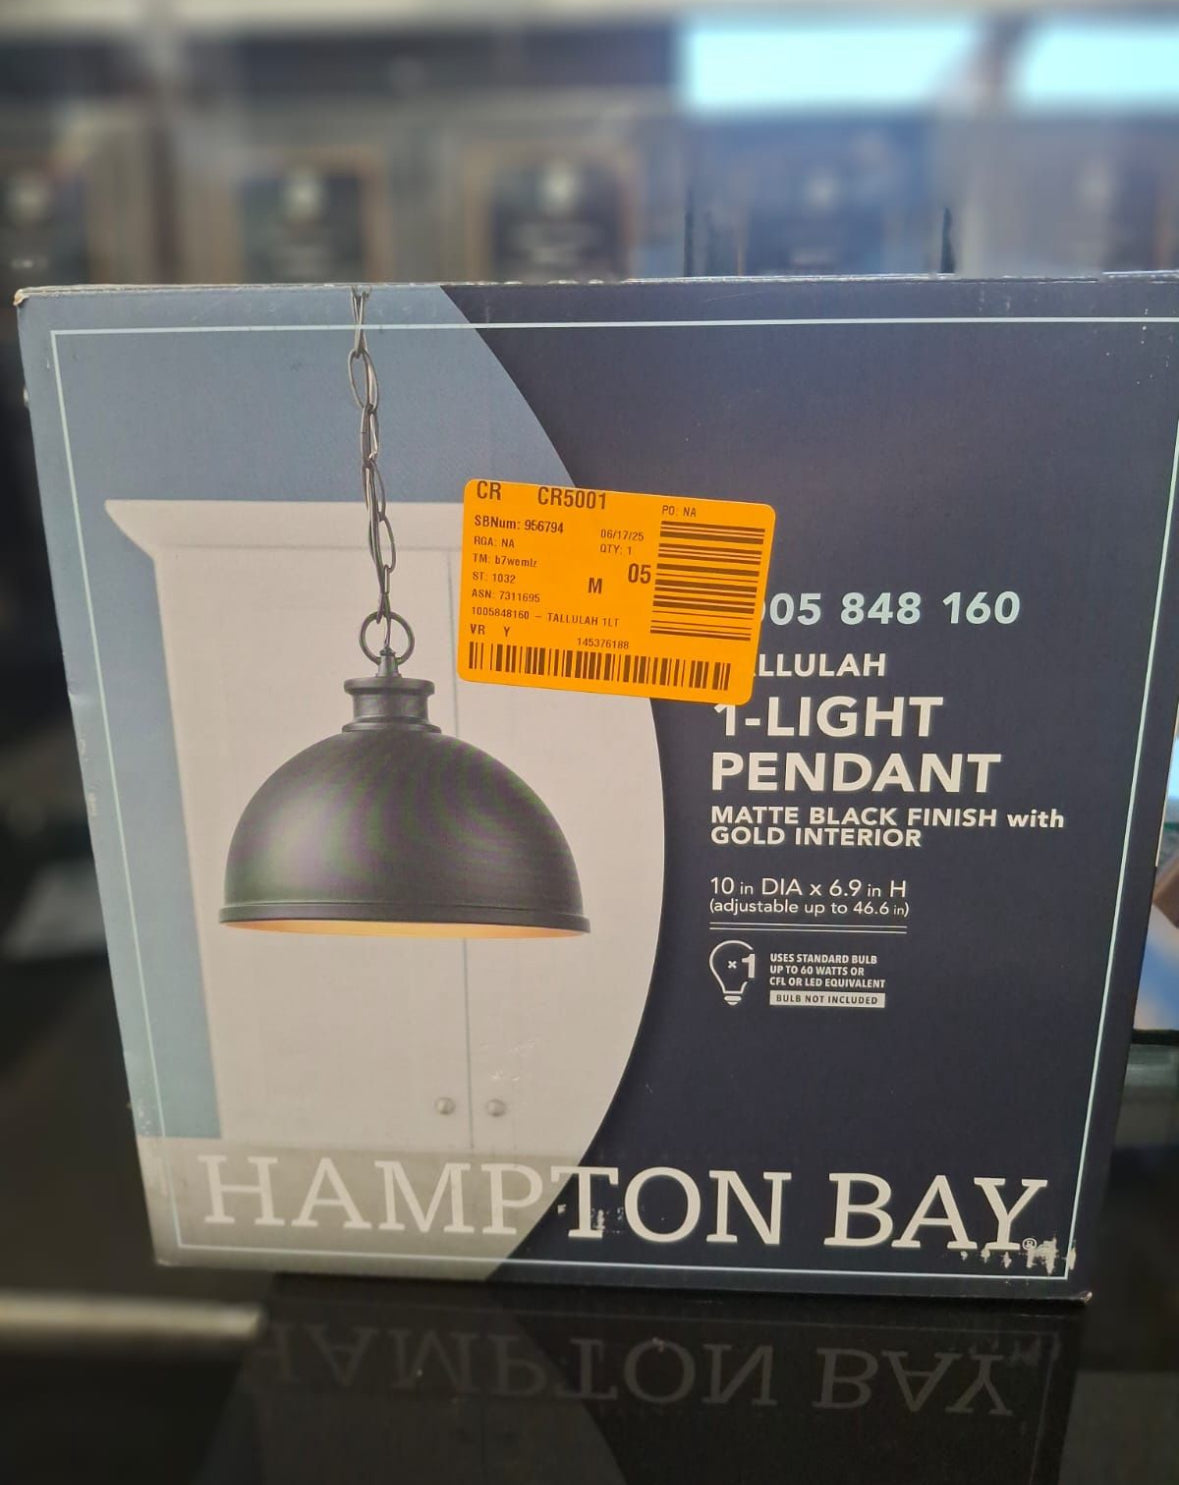 CR CR5001
PO: NA
SBNum: 956794
06/17/25
RGA: NA
QTY: 1
TM: b7wemlz
05
ST: 1032
M
ASN: 7311695
1005848160 - TALLULAH 1LT
VR Y
145376188
05 848 160
LLULAH
1-LIGHT
PENDANT
MATTE BLACK FINISH with
GOLD INTERIOR
10 in DIA x 6.9 in H
(adjustable up to 46.6 in)
×1
USES STANDARD BULB
UP TO 60 WATTS OR
CFL OR LED EQUIVALENT
BULB NOT INCLUDED
HAMPTON BAY®